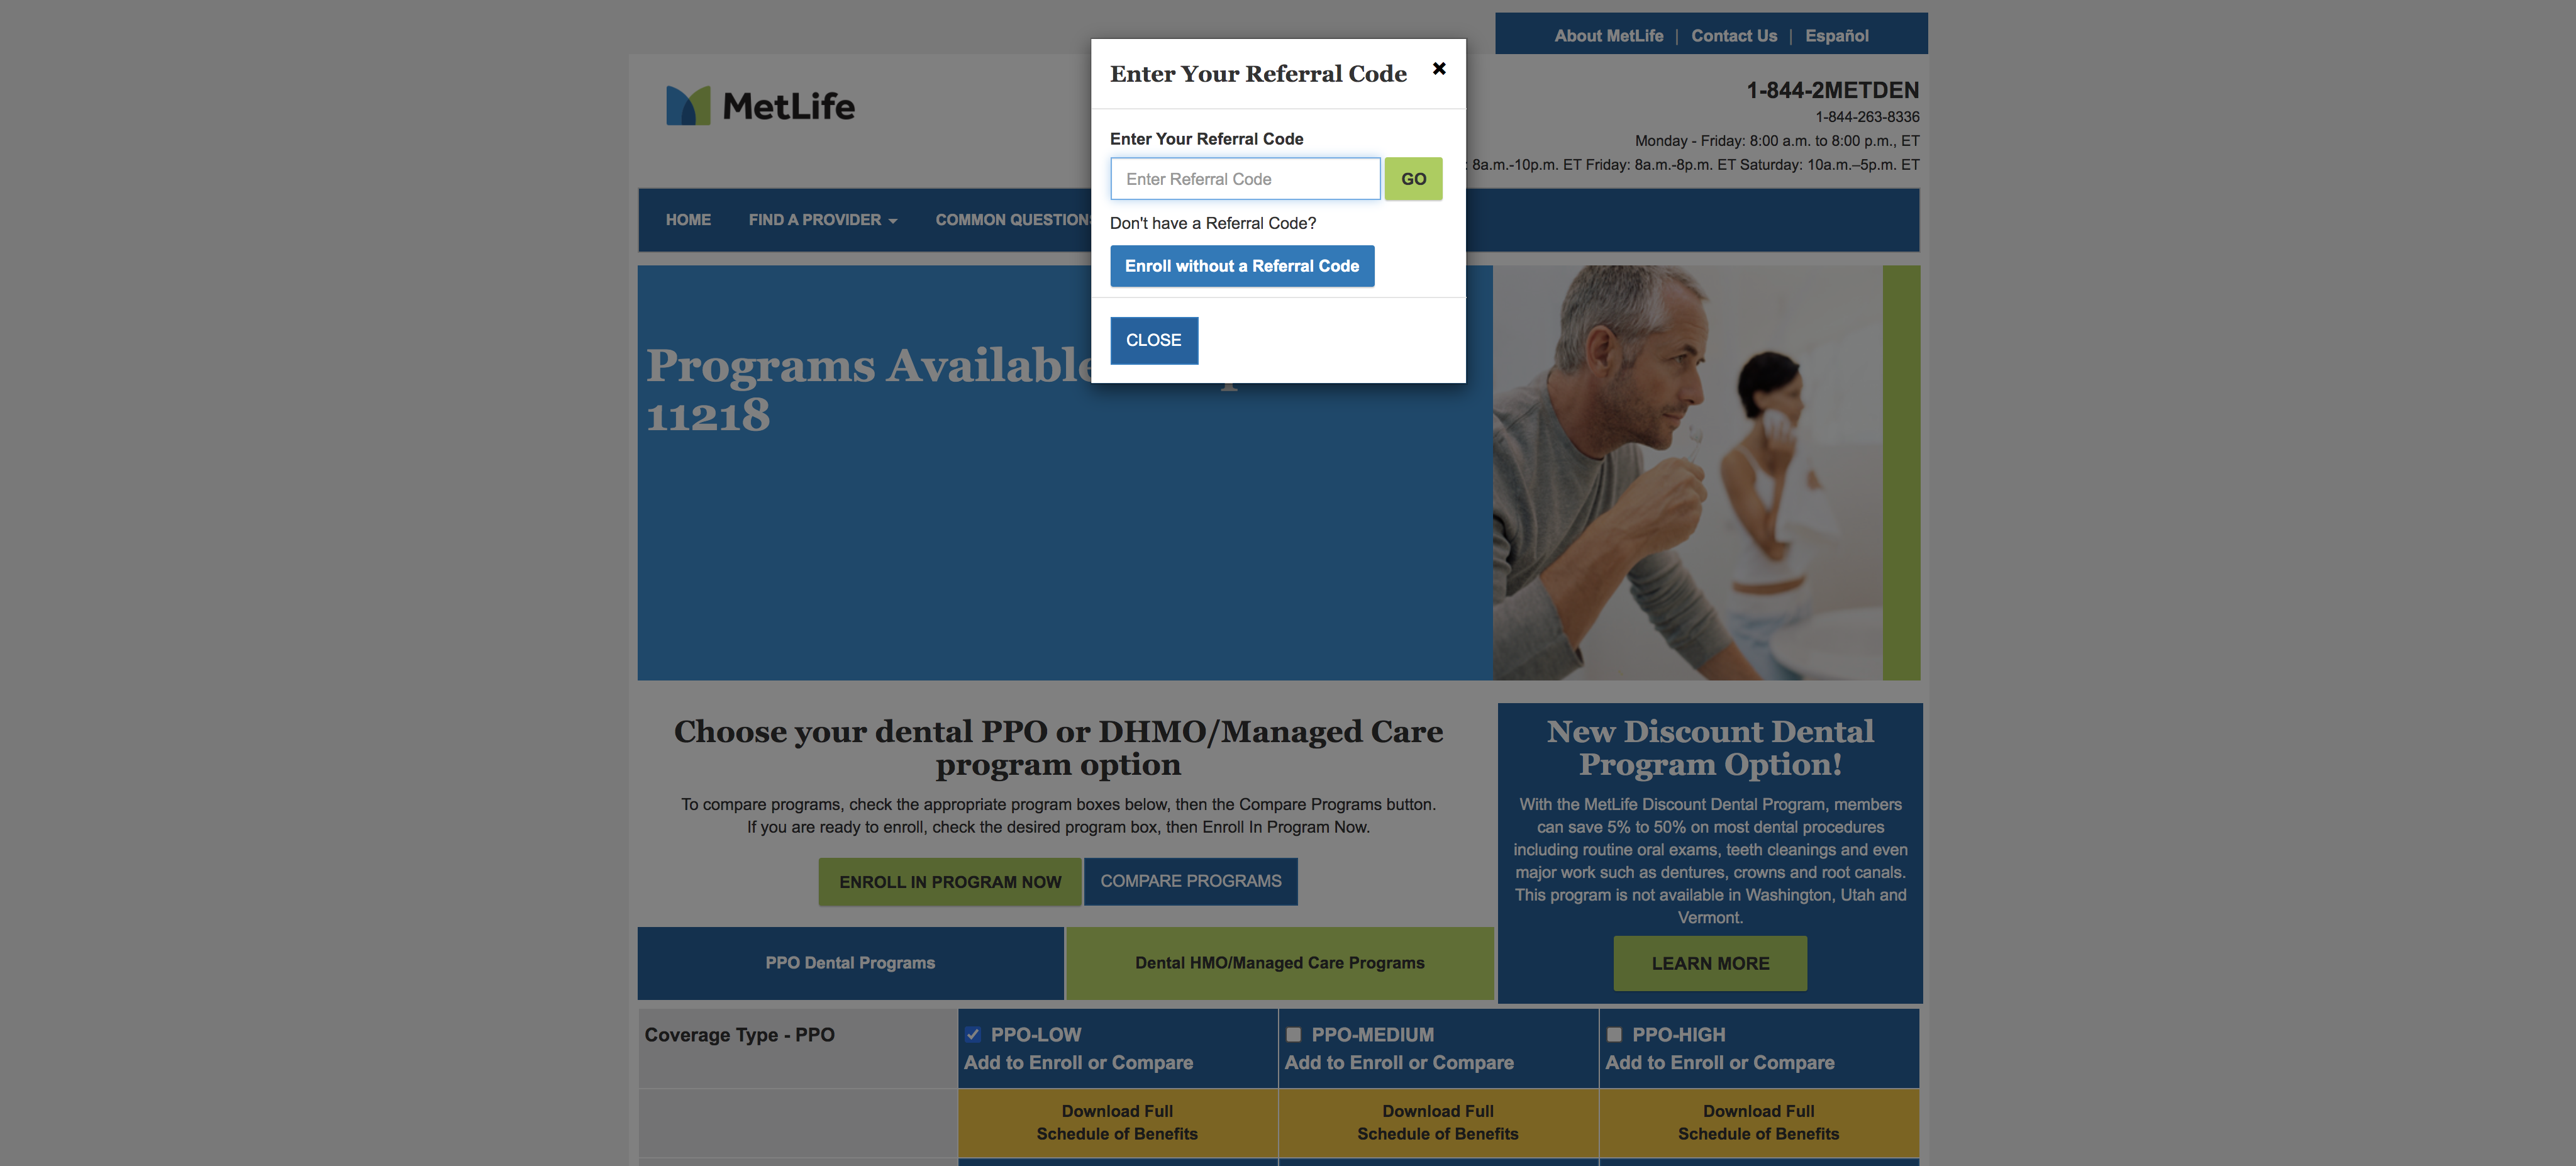 About MetLife | Contact Us | Español
MetLife
1-844-2METDEN
1-844-263-8336
Monday - Friday: 8:00 a.m. to 8:00 p.m., ET
: 8a.m.-10p.m. ET Friday: 8a.m.-8p.m. ET Saturday: 10a.m.–5p.m. ET
Enter Your Referral Code
Enter Your Referral Code
Enter Referral Code
GO
Don't have a Referral Code?
Enroll without a Referral Code
CLOSE
HOME
FIND A PROVIDER
COMMON QUESTIONS
Programs Available
11218
Choose your dental PPO or DHMO/Managed Care
program option
To compare programs, check the appropriate program boxes below, then the Compare Programs button.
If you are ready to enroll, check the desired program box, then Enroll In Program Now.
ENROLL IN PROGRAM NOW
COMPARE PROGRAMS
New Discount Dental
Program Option!
With the MetLife Discount Dental Program, members
can save 5% to 50% on most dental procedures
including routine oral exams, teeth cleanings and even
major work such as dentures, crowns and root canals.
This program is not available in Washington, Utah and
Vermont.
LEARN MORE
PPO Dental Programs
Dental HMO/Managed Care Programs
Coverage Type - PPO
PPO-LOW
Add to Enroll or Compare
PPO-MEDIUM
Add to Enroll or Compare
PPO-HIGH
Add to Enroll or Compare
Download Full
Schedule of Benefits
Download Full
Schedule of Benefits
Download Full
Schedule of Benefits